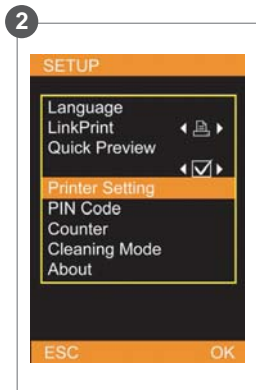 2
SETUP
Language
LinkPrint
Quick Preview
Printer Setting
PIN Code
Counter
Cleaning Mode
About
ESC OK